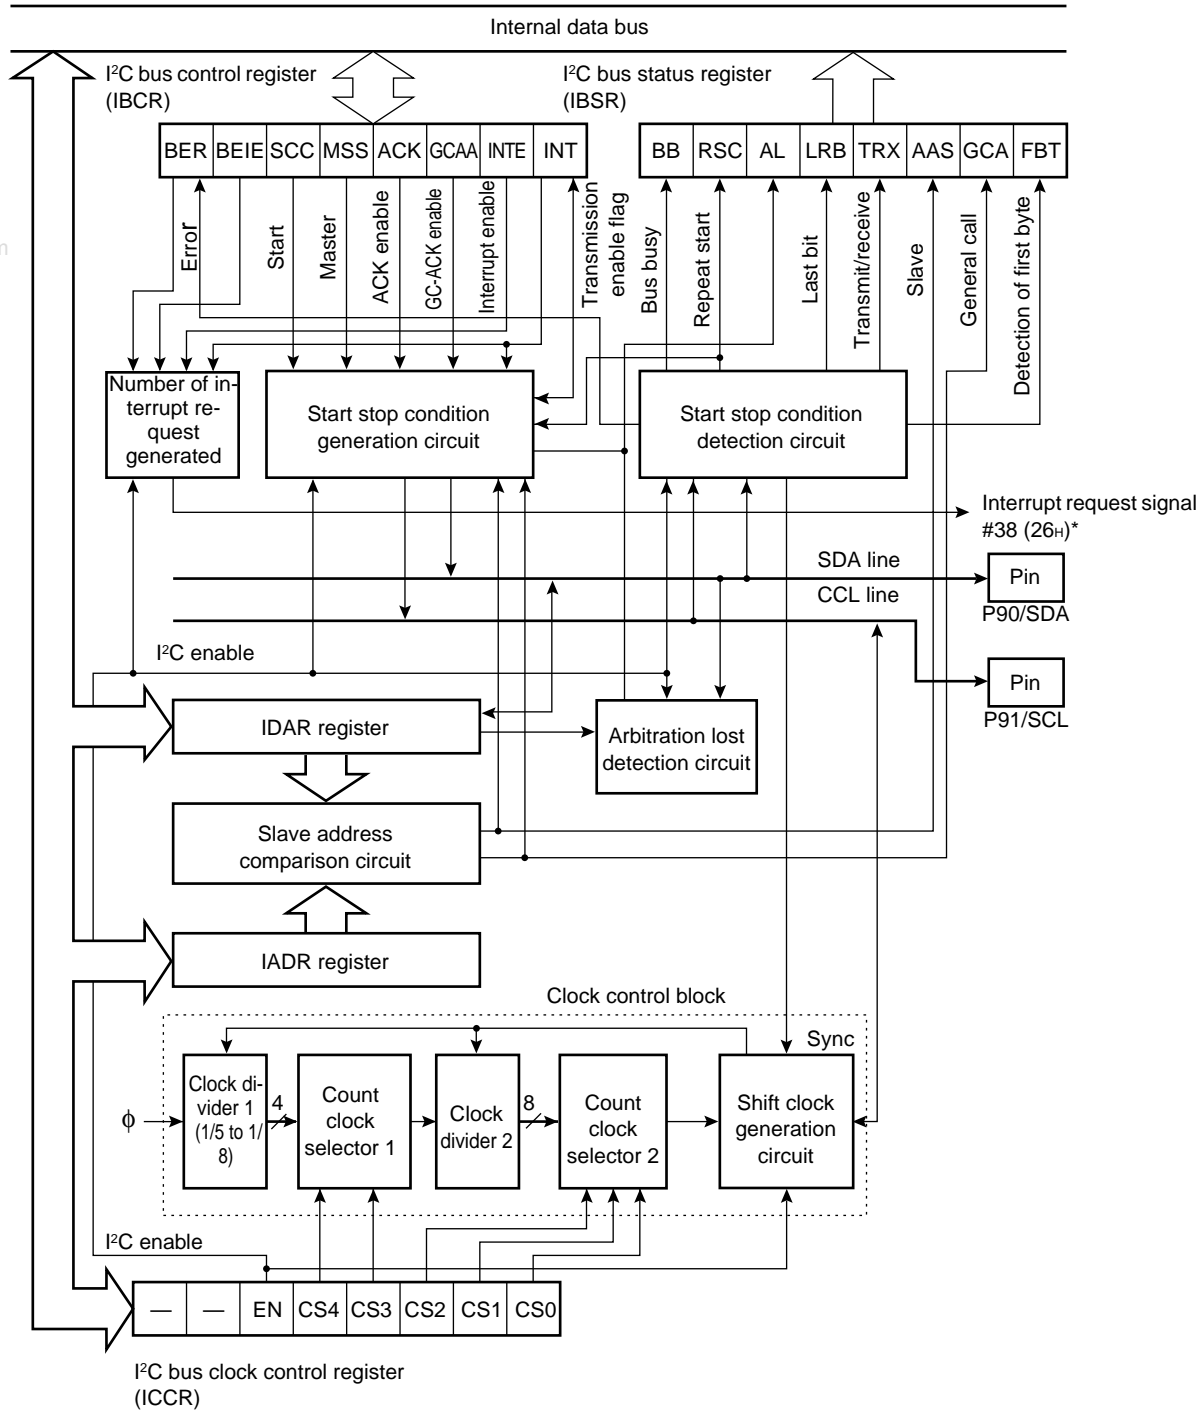 Internal data bus
I²C bus control register
(IBCR)
I²C bus status register
(IBSR)
BER BEIE SCC MSS ACK GCAA INTE INT
BB RSC AL LRB TRX AAS GCA FBT
Error
Start
Master
ACK enable
GC-ACK enable
Interrupt enable
Transmission
enable flag
Bus busy
Repeat start
Last bit
Transmit/receive
Slave
General call
Detection of first byte
Number of in-
terrupt re-
quest
generated
Start stop condition
generation circuit
Start stop condition
detection circuit
Interrupt request signal
#38 (26H)*
SDA line
Pin
P90/SDA
CCL line
I²C enable
Pin
P91/SCL
IDAR register
Arbitration lost
detection circuit
Slave address
comparison circuit
IADR register
Clock control block
Sync
ϕ
Clock di-
vider 1
(1/5 to 1/
8)
4
Count
clock
selector 1
Clock
divider 2
8
Count
clock
selector 2
Shift clock
generation
circuit
I²C enable
— — EN CS4 CS3 CS2 CS1 CS0
I²C bus clock control register
(ICCR)